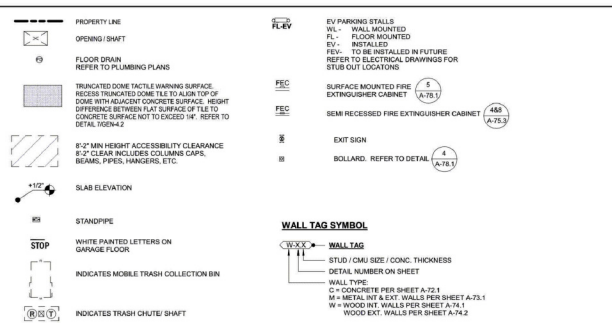 PROPERTY LINE
OPENING / SHAFT
FLOOR DRAIN
REFER TO PLUMBING PLANS
TRUNCATED DOME TACTILE WARNING SURFACE.
RECESS TRUNCATED DOME TILE TO ALIGN TOP OF
DOME WITH ADJACENT CONCRETE SURFACE. HEIGHT
DIFFERENCE BETWEEN FLAT SURFACE OF TILE TO
CONCRETE SURFACE NOT TO EXCEED 1/4". REFER TO
DETAIL 7/GEN-4.2
8'-2" MIN HEIGHT ACCESSIBILITY CLEARANCE
8'-2" CLEAR INCLUDES COLUMNS CAPS,
BEAMS, PIPES, HANGERS, ETC.
+1/2"
SLAB ELEVATION
STANDPIPE
STOP
WHITE PAINTED LETTERS ON
GARAGE FLOOR
INDICATES MOBILE TRASH COLLECTION BIN
R T
INDICATES TRASH CHUTE/ SHAFT
FL-EV
EV PARKING STALLS
WL - WALL MOUNTED
FL - FLOOR MOUNTED
EV - INSTALLED
FEV- TO BE INSTALLED IN FUTURE
REFER TO ELECTRICAL DRAWINGS FOR
STUB OUT LOCATONS
FEC
SURFACE MOUNTED FIRE
EXTINGUISHER CABINET
5
A-78.1
FEC
SEMI RECESSED FIRE EXTINGUISHER CABINET
4&8
A-75.3
EXIT SIGN
BOLLARD. REFER TO DETAIL
4
A-78.1
WALL TAG SYMBOL
W-X.X
WALL TAG
STUD / CMU SIZE / CONC. THICKNESS
DETAIL NUMBER ON SHEET
WALL TYPE:
C = CONCRETE PER SHEET A-72.1
M = METAL INT & EXT. WALLS PER SHEET A-73.1
W = WOOD INT. WALLS PER SHEET A-74.1
WOOD EXT. WALLS PER SHEET A-74.2